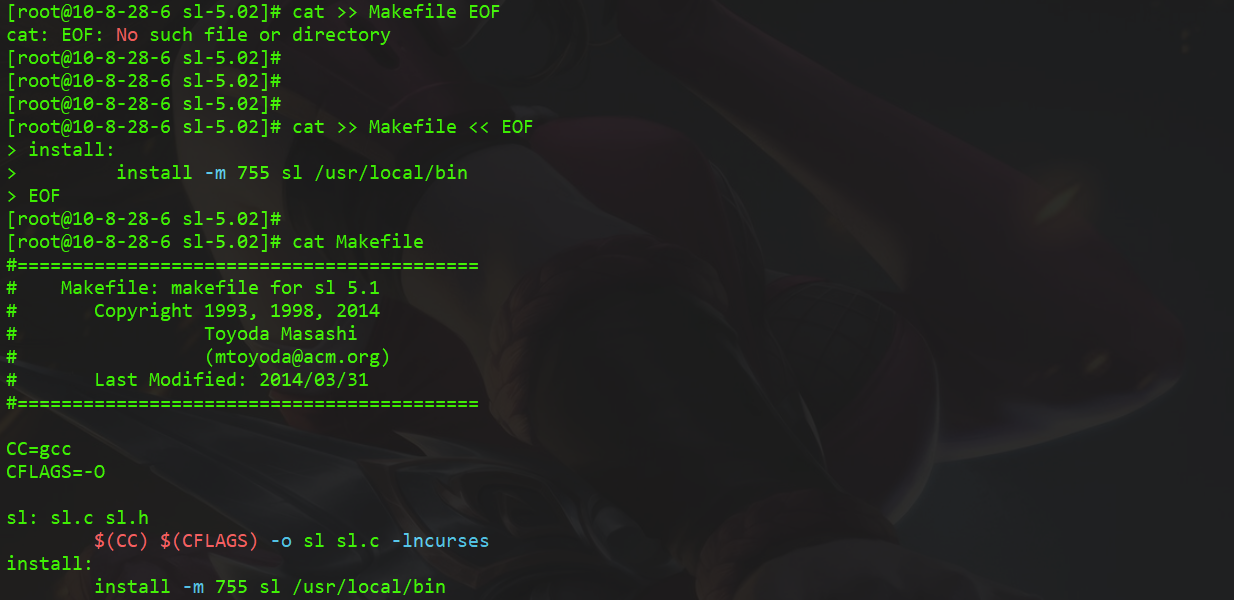 [root@10-8-28-6 sl-5.02]# cat >> Makefile EOF
cat: EOF: No such file or directory
[root@10-8-28-6 sl-5.02]#
[root@10-8-28-6 sl-5.02]#
[root@10-8-28-6 sl-5.02]#
[root@10-8-28-6 sl-5.02]# cat >> Makefile << EOF
> install:
>         install -m 755 sl /usr/local/bin
> EOF
[root@10-8-28-6 sl-5.02]#
[root@10-8-28-6 sl-5.02]# cat Makefile
#==========================================
#    Makefile: makefile for sl 5.1
#       Copyright 1993, 1998, 2014
#                 Toyoda Masashi
#                 (mtoyoda@acm.org)
#       Last Modified: 2014/03/31
#==========================================
CC=gcc
CFLAGS=-O
sl: sl.c sl.h
        $(CC) $(CFLAGS) -o sl sl.c -lncurses
install:
        install -m 755 sl /usr/local/bin